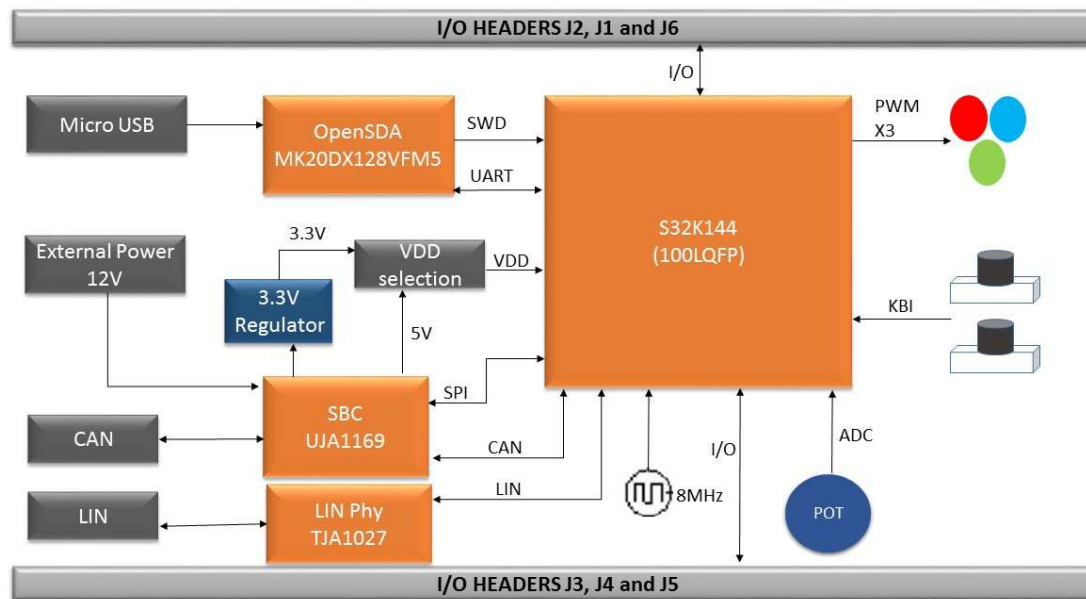 I/O HEADERS J2, J1 and J6
I/O
Micro USB
OpenSDA
MK20DX128VFM5
SWD
UART
PWM
X3
S32K144
(100LQFP)
External Power
12V
3.3V
VDD
selection
VDD
3.3V
Regulator
5V
KBI
SBC
UJA1169
SPI
CAN
CAN
LIN
LIN Phy
TJA1027
LIN
8MHz
I/O
ADC
POT
I/O HEADERS J3, J4 and J5